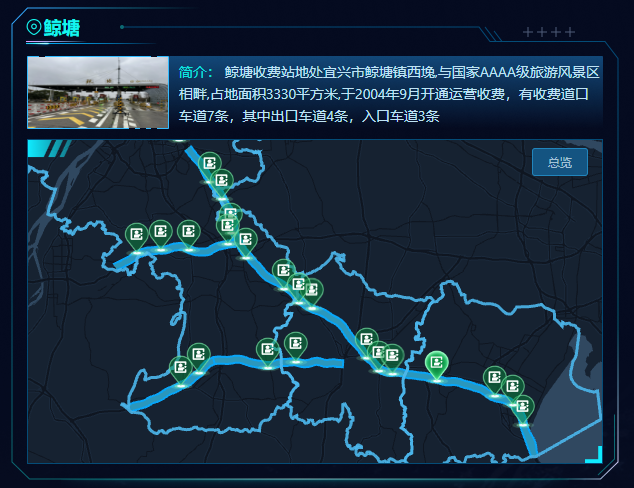 鲸塘
简介： 鲸塘收费站地处宜兴市鲸塘镇西堍,与国家AAAA级旅游风景区
相畔,占地面积3330平方米,于2004年9月开通运营收费，有收费道口
车道7条，其中出口车道4条，入口车道3条
总览